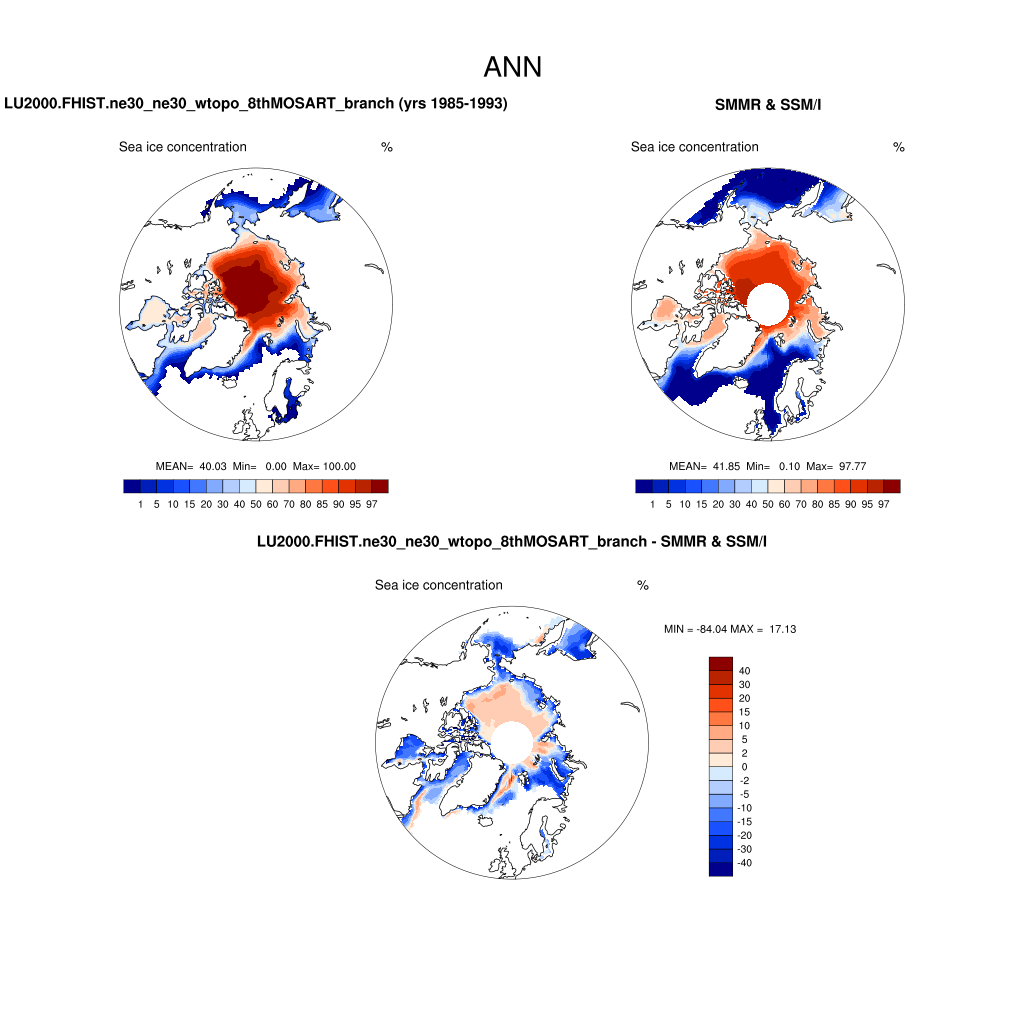 ANN
LU2000.FHIST.ne30_ne30_wtopo_8thMOSART_branch (yrs 1985-1993)
SMMR & SSM/I
Sea ice concentration %
Sea ice concentration %
MEAN= 40.03 Min= 0.00 Max= 100.00
MEAN= 41.85 Min= 0.10 Max= 97.77
1 5 10 15 20 30 40 50 60 70 80 85 90 95 97
1 5 10 15 20 30 40 50 60 70 80 85 90 95 97
LU2000.FHIST.ne30_ne30_wtopo_8thMOSART_branch - SMMR & SSM/I
Sea ice concentration %
MIN = -84.04 MAX = 17.13
40
30
20
15
10
5
2
0
-2
-5
-10
-15
-20
-30
-40